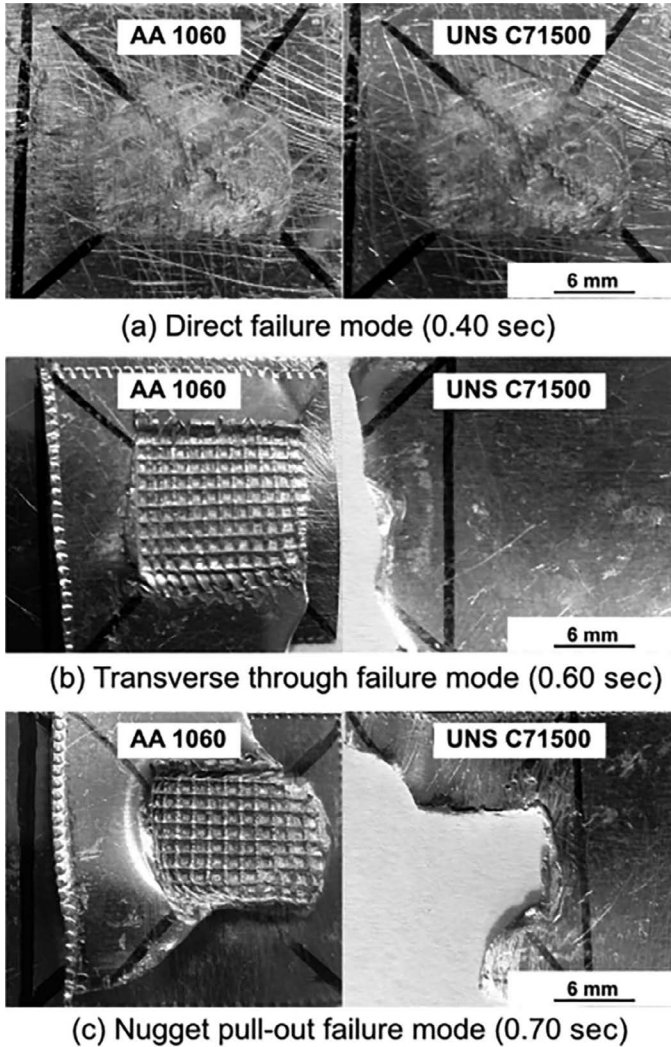 AA 1060
UNS C71500
6 mm
(a) Direct failure mode (0.40 sec)
AA 1060
UNS C71500
6 mm
(b) Transverse through failure mode (0.60 sec)
AA 1060
UNS C71500
6 mm
(c) Nugget pull-out failure mode (0.70 sec)